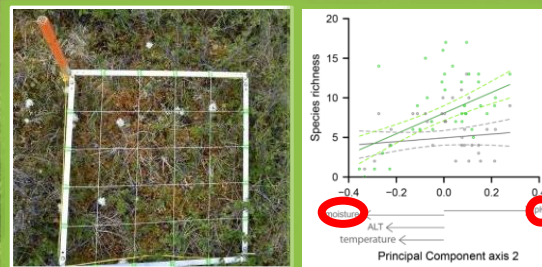 Species richness
20
15
10
5
0
−0.4 −0.2 0.0 0.2 0.4
moisture
ALT
temperature
Principal Component axis 2